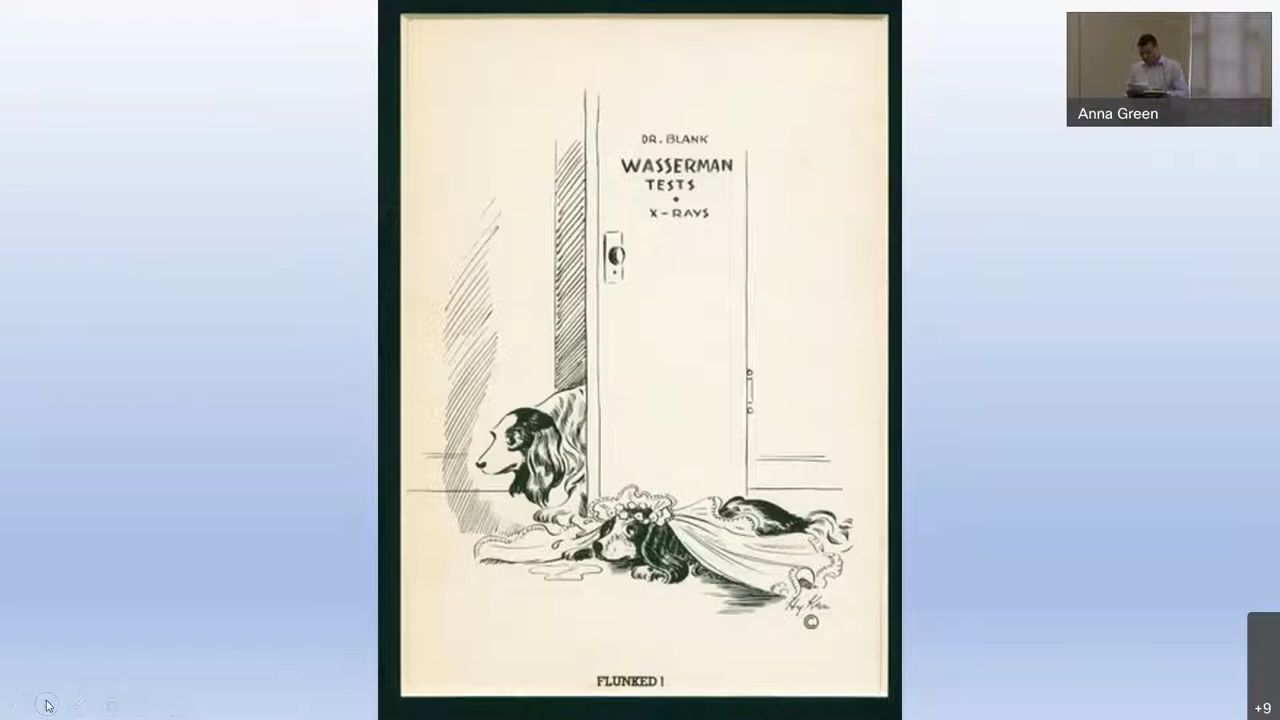 DR. BLANK
WASSERMAN
TESTS
X-RAYS
©
FLUNKED!
Anna Green
+9